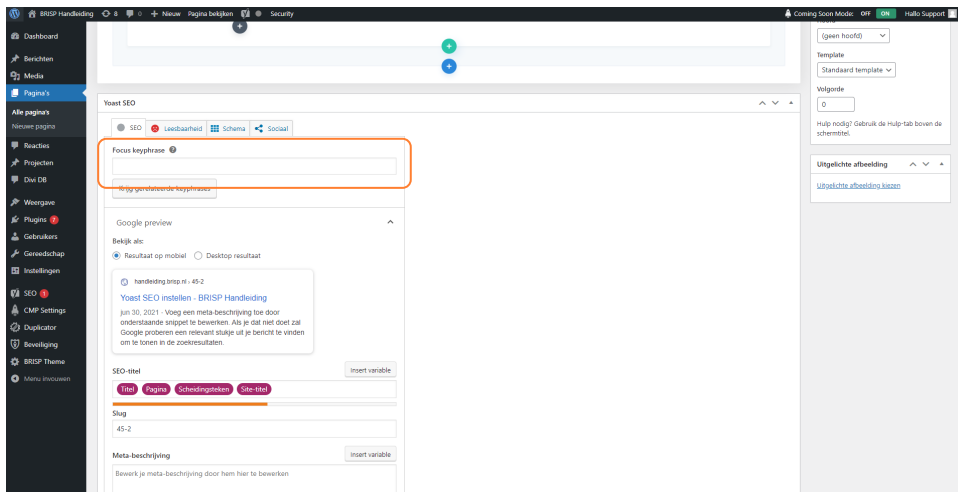 BRISP Handleiding 8 0 Nieuw Pagina bekijken Security Coming Soon Mode: OFF ON Hallo Support
Dashboard
Berichten
Media
Pagina's
Alle pagina's
Nieuwe pagina
Reacties
Projecten
Divi DB
Weergave
Plugins 7
Gebruikers
Gereedschap
Instellingen
SEO 1
CMP Settings
Duplicator
Beveiliging
BRISP Theme
Menu invouwen
Yoast SEO
SEO Leesbaarheid Schema Sociaal
Focus keyphrase
Krijg gerelateerde keyphrases
Google preview
Bekijk als:
Resultaat op mobiel Desktop resultaat
handleiding.brisp.nl › 45-2
Yoast SEO instellen - BRISP Handleiding
jun 30, 2021 · Voeg een meta-beschrijving toe door
onderstaande snippet te bewerken. Als je dat niet doet zal
Google proberen een relevant stukje uit je bericht te vinden
om te tonen in de zoekresultaten.
SEO-titel Insert variable
Titel Pagina Scheidingsteken Site-titel
Slug
45-2
Meta-beschrijving Insert variable
Bewerk je meta-beschrijving door hem hier te bewerken
(geen hoofd)
Template
Standaard template
Volgorde
0
Hulp nodig? Gebruik de Hulp-tab boven de
schermtitel.
Uitgelichte afbeelding
Uitgelichte afbeelding kiezen